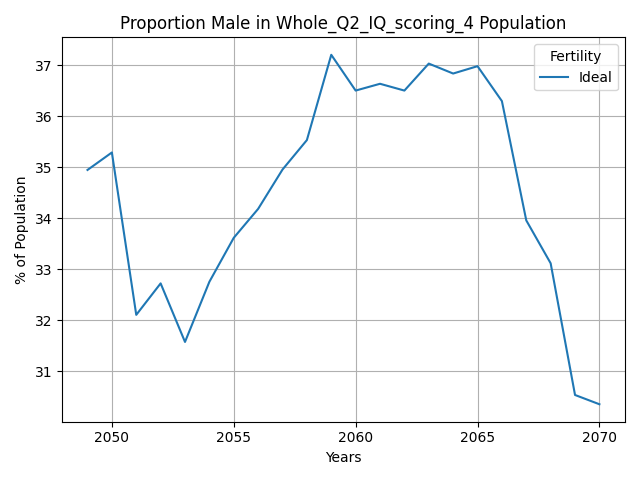 Proportion Male in Whole_Q2_IQ_scoring_4 Population
Fertility
Ideal
37
36
35
34
33
32
31
% of Population
2050 2055 2060 2065 2070
Years